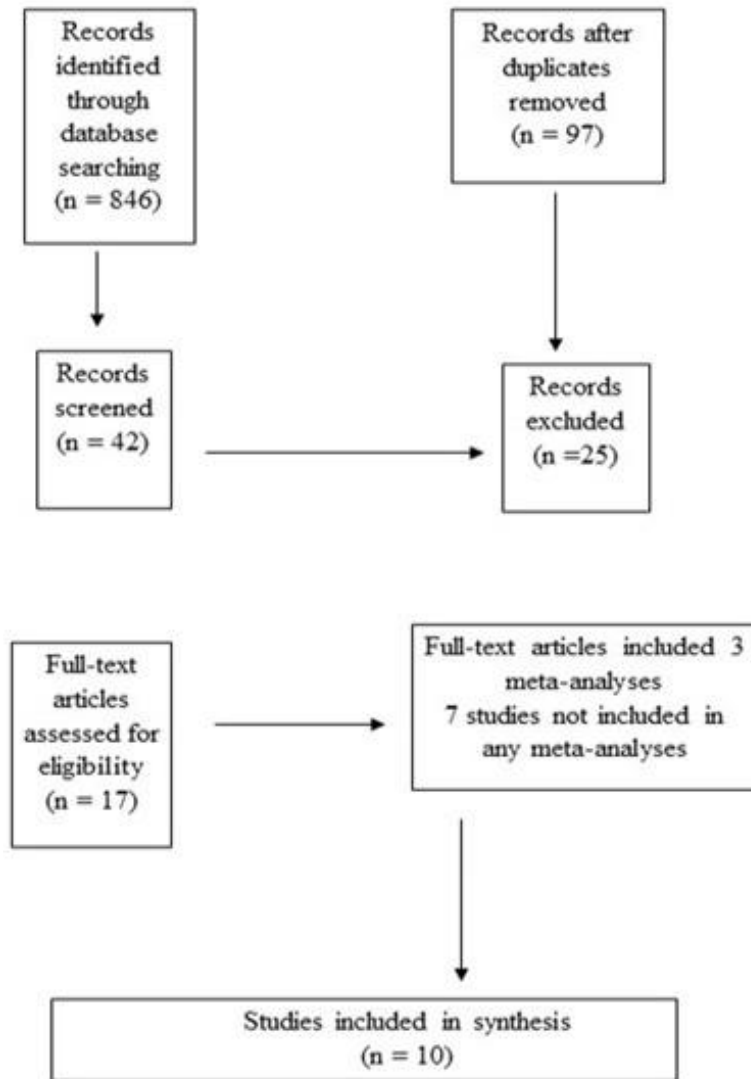 Records
identified
through
database
searching
(n = 846)
Records after
duplicates
removed
(n = 97)
Records
screened
(n = 42)
Records
excluded
(n =25)
Full-text
articles
assessed for
eligibility
(n = 17)
Full-text articles included 3
meta-analyses
7 studies not included in
any meta-analyses
Studies included in synthesis
(n = 10)